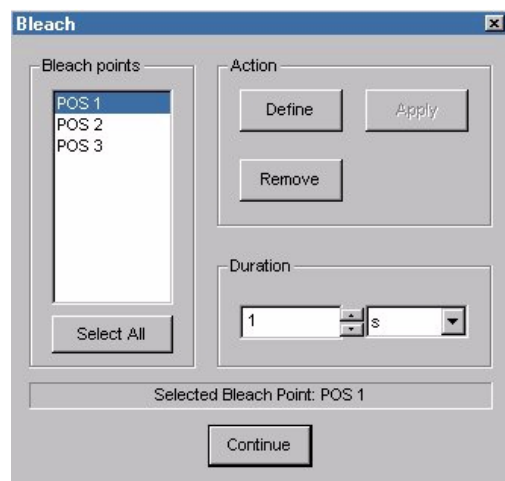 Bleach
Bleach points
POS 1
POS 2
POS 3
Select All
Action
Define
Apply
Remove
Duration
1
s
Selected Bleach Point: POS 1
Continue